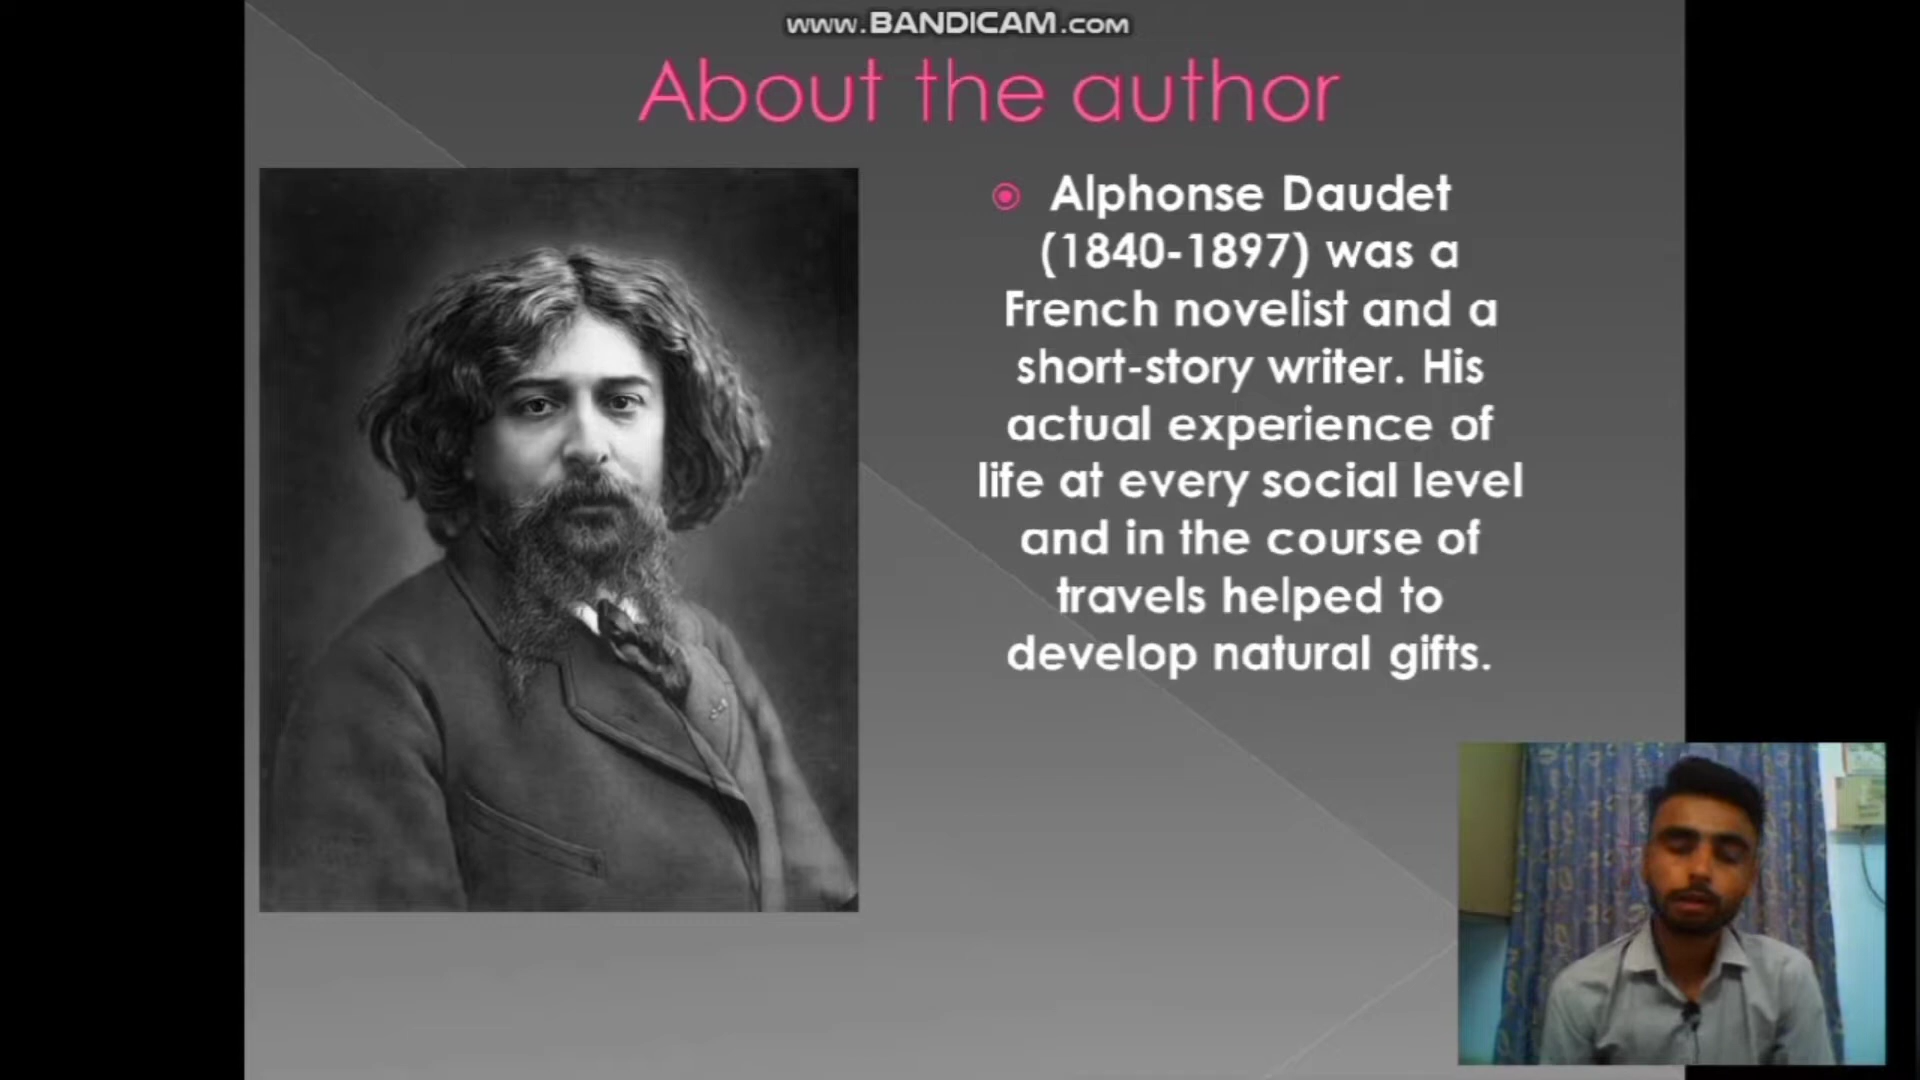 www.BANDICAM.com
About the author
Alphonse Daudet
(1840-1897) was a
French novelist and a
short-story writer. His
actual experience of
life at every social level
and in the course of
travels helped to
develop natural gifts.